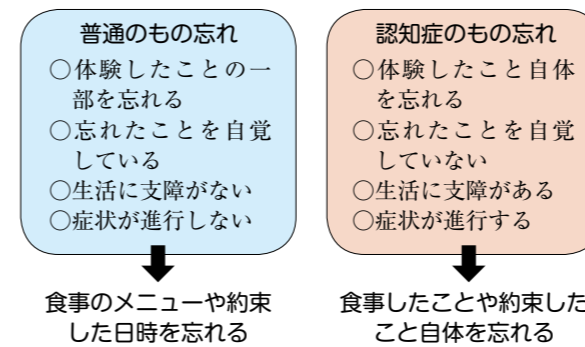 普通のもの忘れ
○体験したことの一
部を忘れる
○忘れたことを自覚
している
○生活に支障がない
○症状が進行しない
食事のメニューや約束
した日時を忘れる
認知症のもの忘れ
○体験したこと自体
を忘れる
○忘れたことを自覚
していない
○生活に支障がある
○症状が進行する
食事したことや約束した
こと自体を忘れる